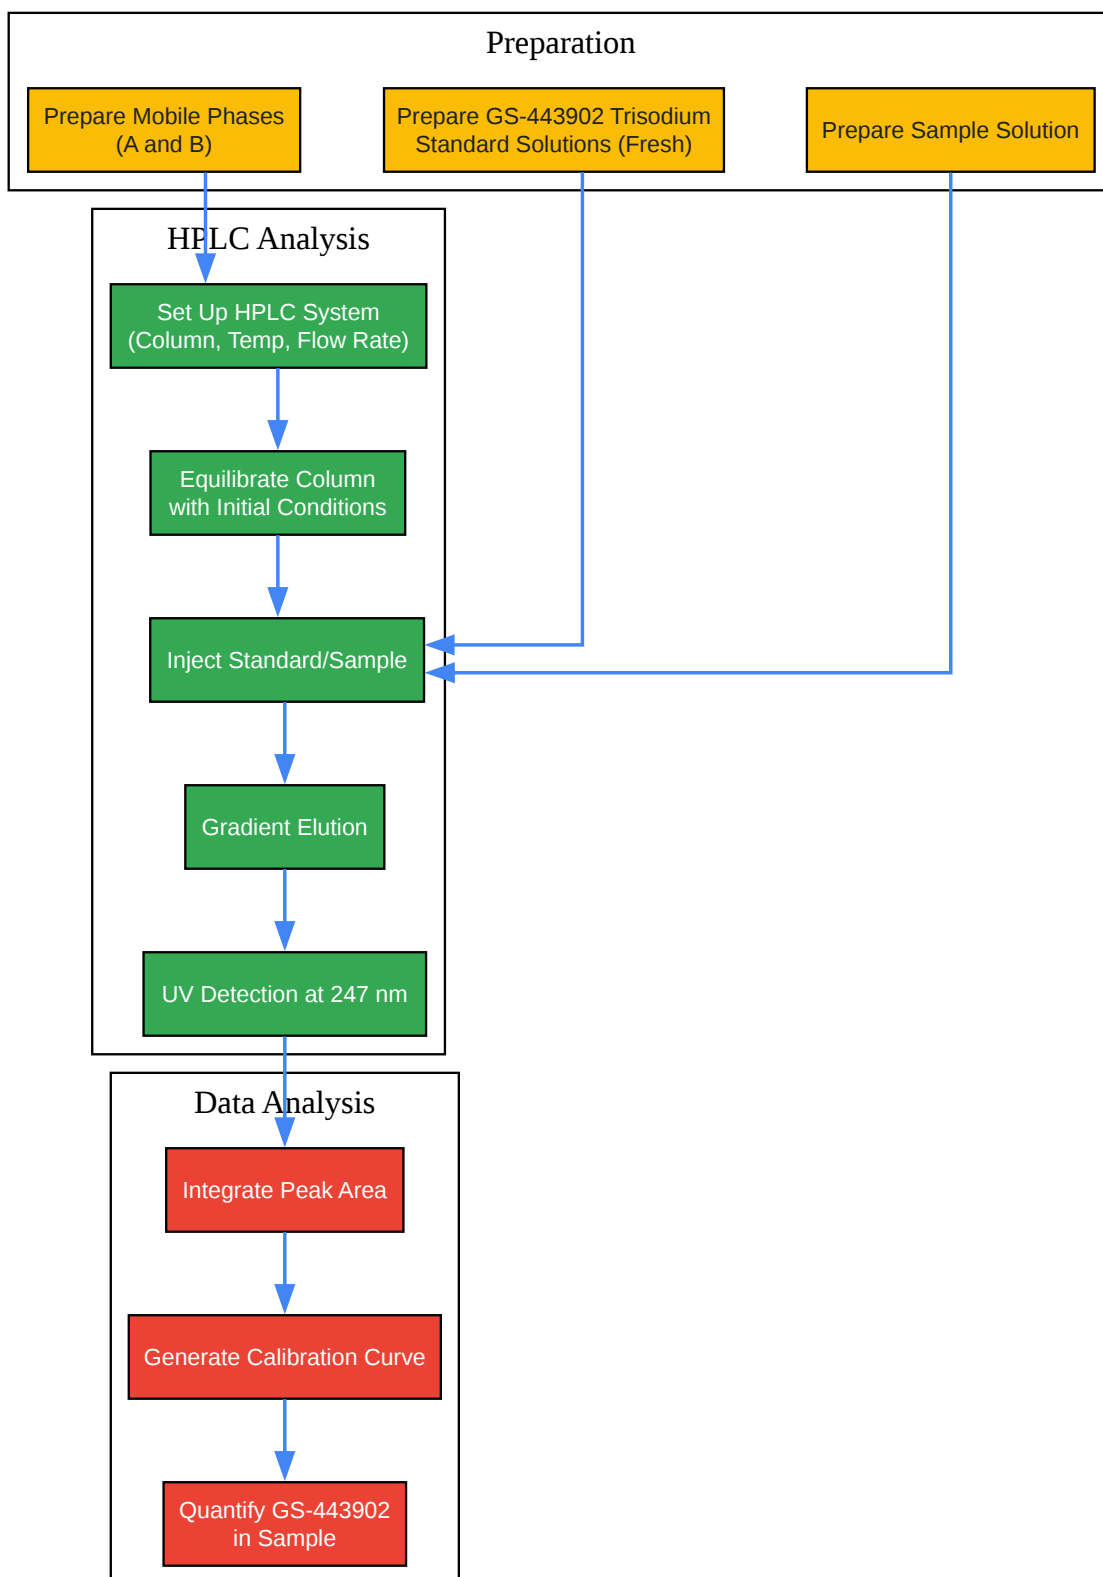 Preparation
Prepare Mobile Phases
(A and B)
Prepare GS-443902 Trisodium
Standard Solutions (Fresh)
Prepare Sample Solution
HPLC Analysis
Set Up HPLC System
(Column, Temp, Flow Rate)
Equilibrate Column
with Initial Conditions
Inject Standard/Sample
Gradient Elution
UV Detection at 247 nm
Data Analysis
Integrate Peak Area
Generate Calibration Curve
Quantify GS-443902
in Sample